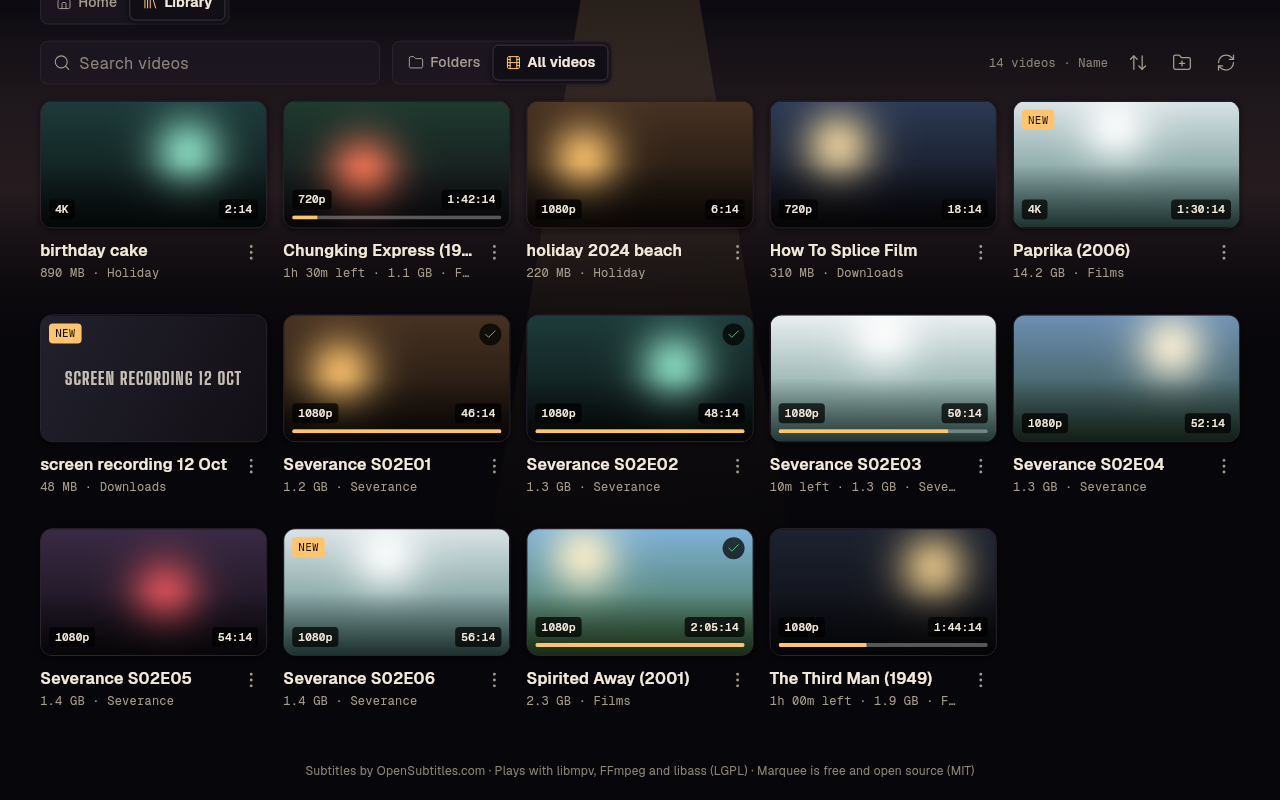 Home Library
Search videos Folders All videos 14 videos · Name
NEW
4K 2:14 720p 1:42:14 1080p 6:14 720p 18:14 4K 1:30:14
birthday cake Chungking Express (19… holiday 2024 beach How To Splice Film Paprika (2006)
890 MB · Holiday 1h 30m left · 1.1 GB · F… 220 MB · Holiday 310 MB · Downloads 14.2 GB · Films
NEW
SCREEN RECORDING 12 OCT
1080p 46:14 1080p 48:14 1080p 50:14 1080p 52:14
screen recording 12 Oct Severance S02E01 Severance S02E02 Severance S02E03 Severance S02E04
48 MB · Downloads 1.2 GB · Severance 1.3 GB · Severance 10m left · 1.3 GB · Seve… 1.3 GB · Severance
NEW
1080p 54:14 1080p 56:14 1080p 2:05:14 1080p 1:44:14
Severance S02E05 Severance S02E06 Spirited Away (2001) The Third Man (1949)
1.4 GB · Severance 1.4 GB · Severance 2.3 GB · Films 1h 00m left · 1.9 GB · F…
Subtitles by OpenSubtitles.com · Plays with libmpv, FFmpeg and libass (LGPL) · Marquee is free and open source (MIT)